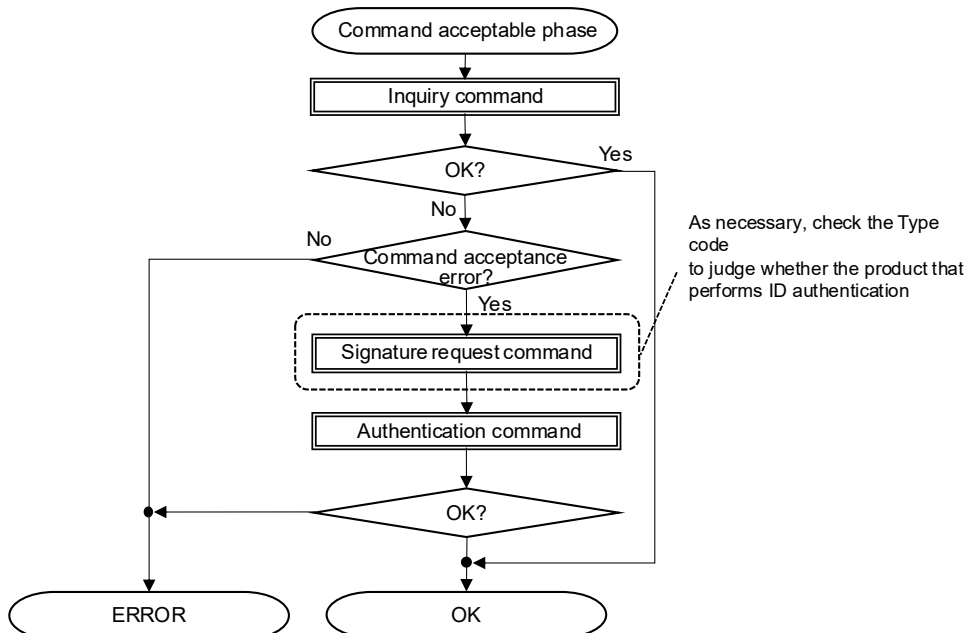 Command acceptable phase
Inquiry command
Yes
OK?
No
No
Command acceptance
error?
As necessary, check the Type
code
to judge whether the product that
performs ID authentication
Yes
Signature request command
Authentication command
OK?
ERROR
OK